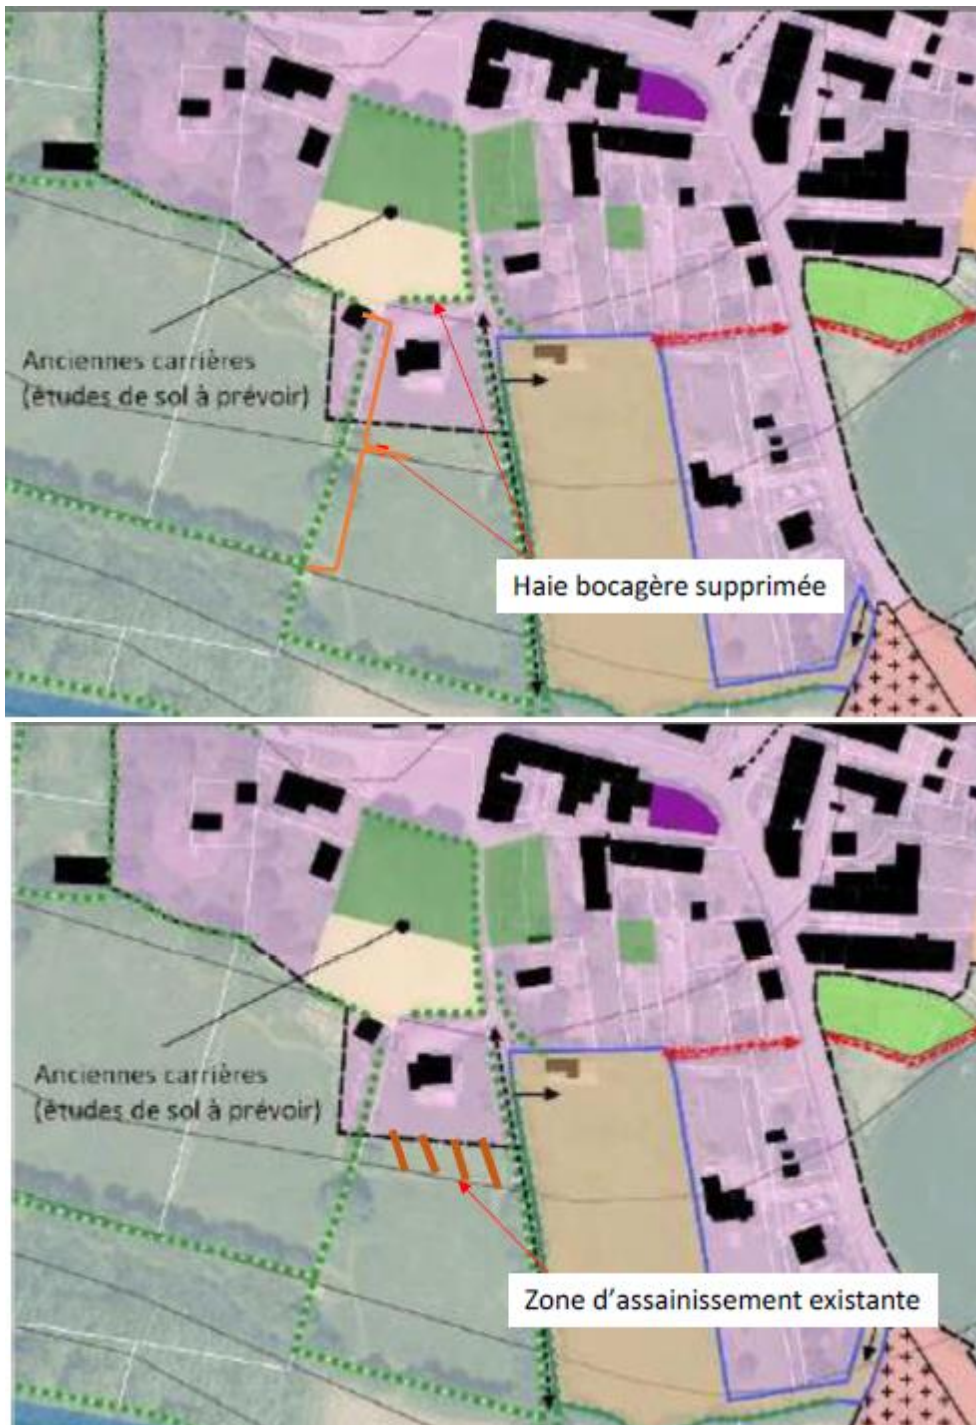 Anciennes carrières
(études de sol à prévoir)
Haie bocagère supprimée
Anciennes carrières
(études de sol à prévoir)
Zone d'assainissement existante